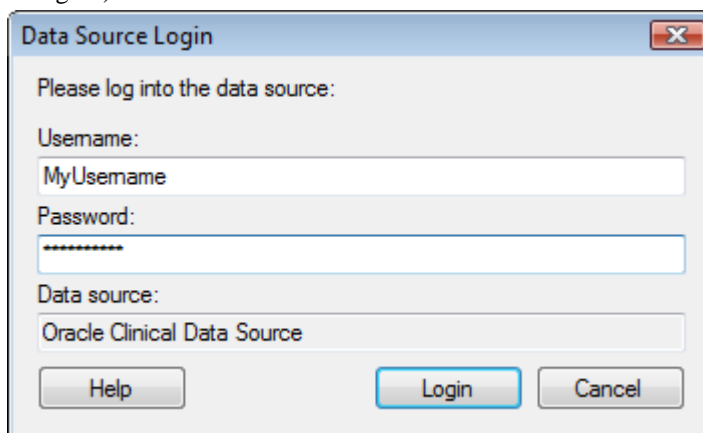 Data Source Login
Please log into the data source:
Username:
MyUsername
Password:
**********
Data source:
Oracle Clinical Data Source
Help Login Cancel